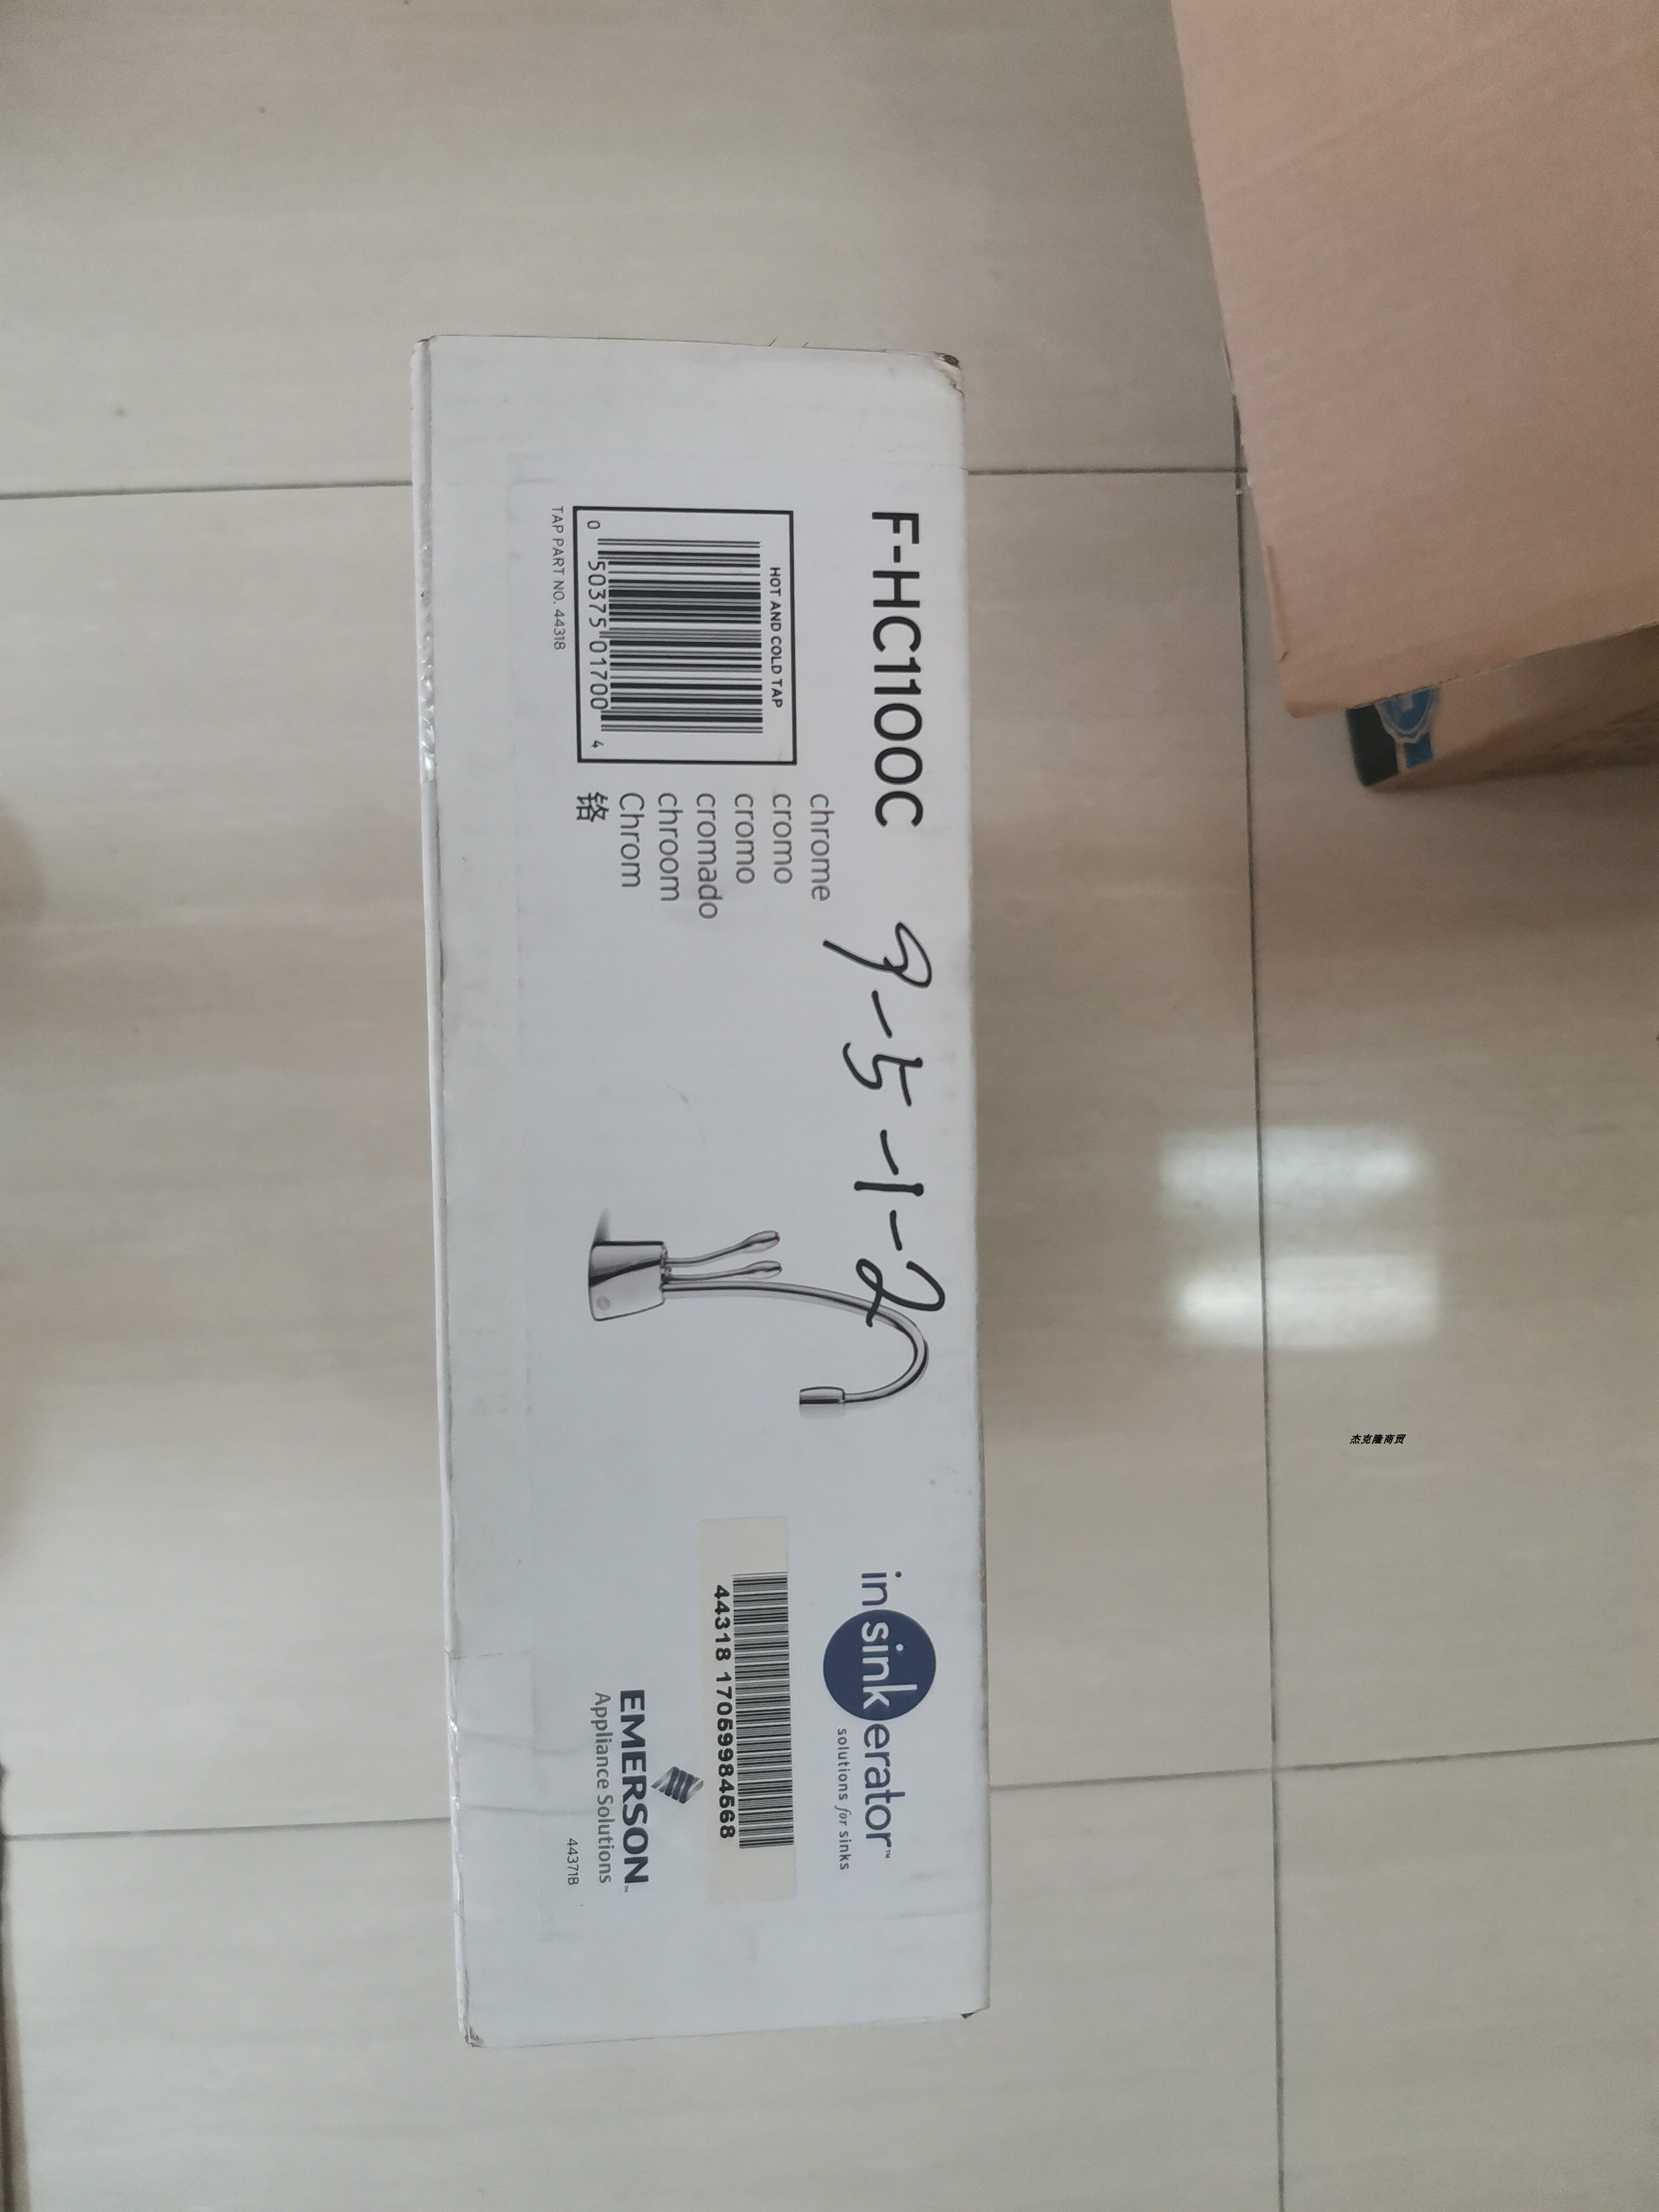 F-HC1100C
9-5-1-2
HOT AND COLD TAP
0 50375 01700 4
TAP PART NO. 44318
chrome
cromo
cromo
cromado
chroom
Chrom
铬
insinkerator™
solutions for sinks
44318 17059984568
EMERSON™
Appliance Solutions
44371B
杰克隆商贸